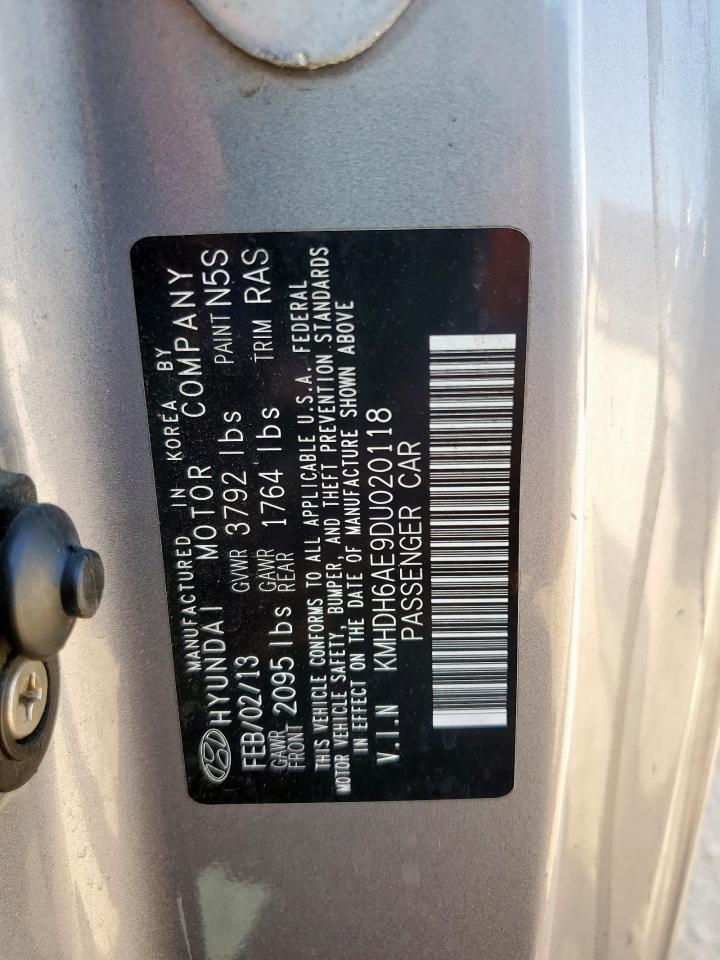 MANUFACTURED IN KOREA BY
HYUNDAI MOTOR COMPANY
FEB/02/13 GVWR 3792 lbs PAINT N5S
GAWR FRONT 2095 lbs GAWR REAR 1764 lbs TRIM RAS
THIS VEHICLE CONFORMS TO ALL APPLICABLE U.S.A. FEDERAL
MOTOR VEHICLE SAFETY, BUMPER, AND THEFT PREVENTION STANDARDS
IN EFFECT ON THE DATE OF MANUFACTURE SHOWN ABOVE
V.I.N KMHDH6AE9DU020118
PASSENGER CAR